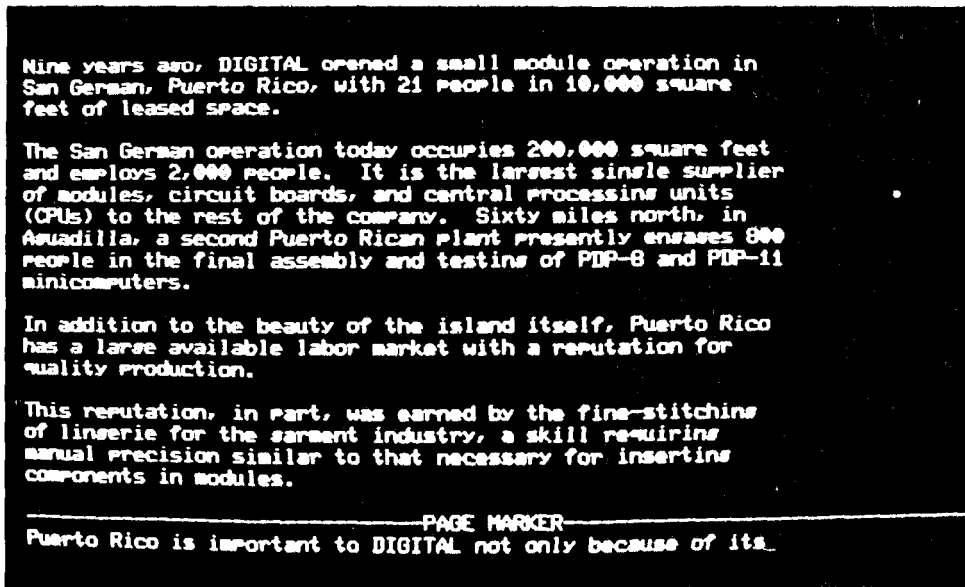 Nine years ago, DIGITAL opened a small module operation in
San German, Puerto Rico, with 21 people in 10,000 square
feet of leased space.
The San German operation today occupies 200,000 square feet
and employs 2,000 people.  It is the largest single supplier
of modules, circuit boards, and central processing units
(CPUs) to the rest of the company.  Sixty miles north, in
Aguadilla, a second Puerto Rican plant presently engages 800
people in the final assembly and testing of PDP-8 and PDP-11
minicomputers.
In addition to the beauty of the island itself, Puerto Rico
has a large available labor market with a reputation for
quality production.
This reputation, in part, was earned by the fine-stitching
of lingerie for the garment industry, a skill requiring
manual precision similar to that necessary for inserting
components in modules.
PAGE MARKER
Puerto Rico is important to DIGITAL not only because of its_